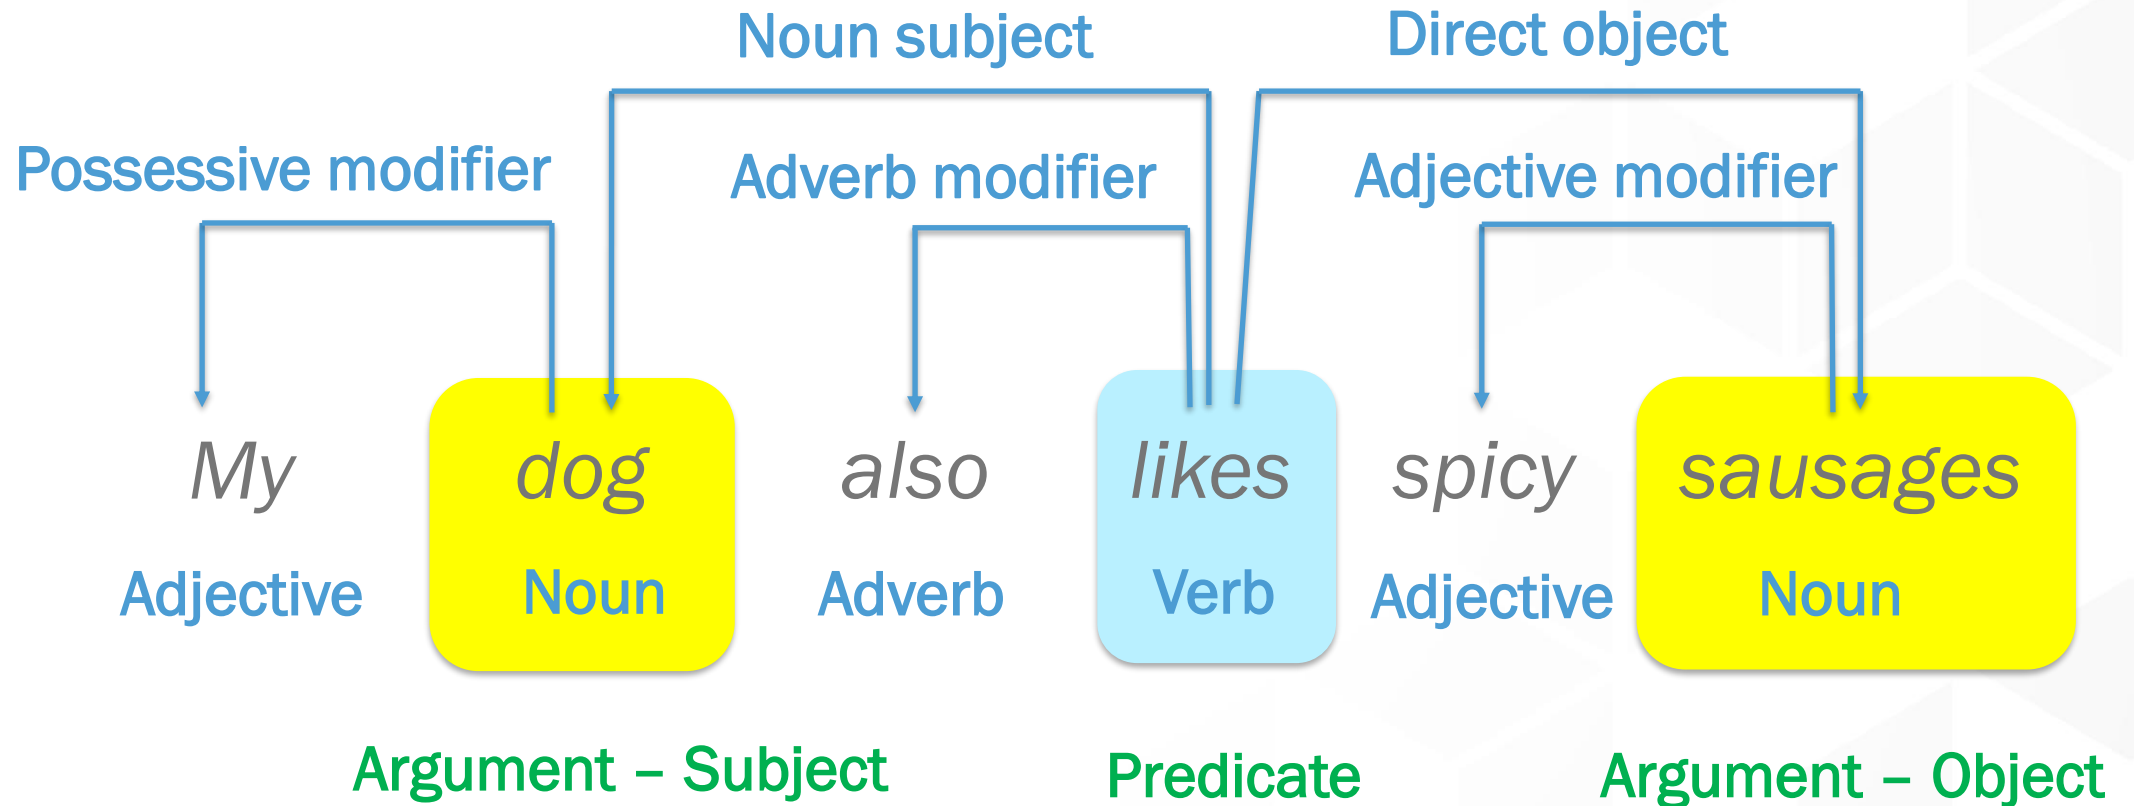 Noun subject Direct object
Possessive modifier Adverb modifier Adjective modifier
My dog also likes spicy sausages
Adjective Noun Adverb Verb Adjective Noun
Argument – Subject Predicate Argument – Object